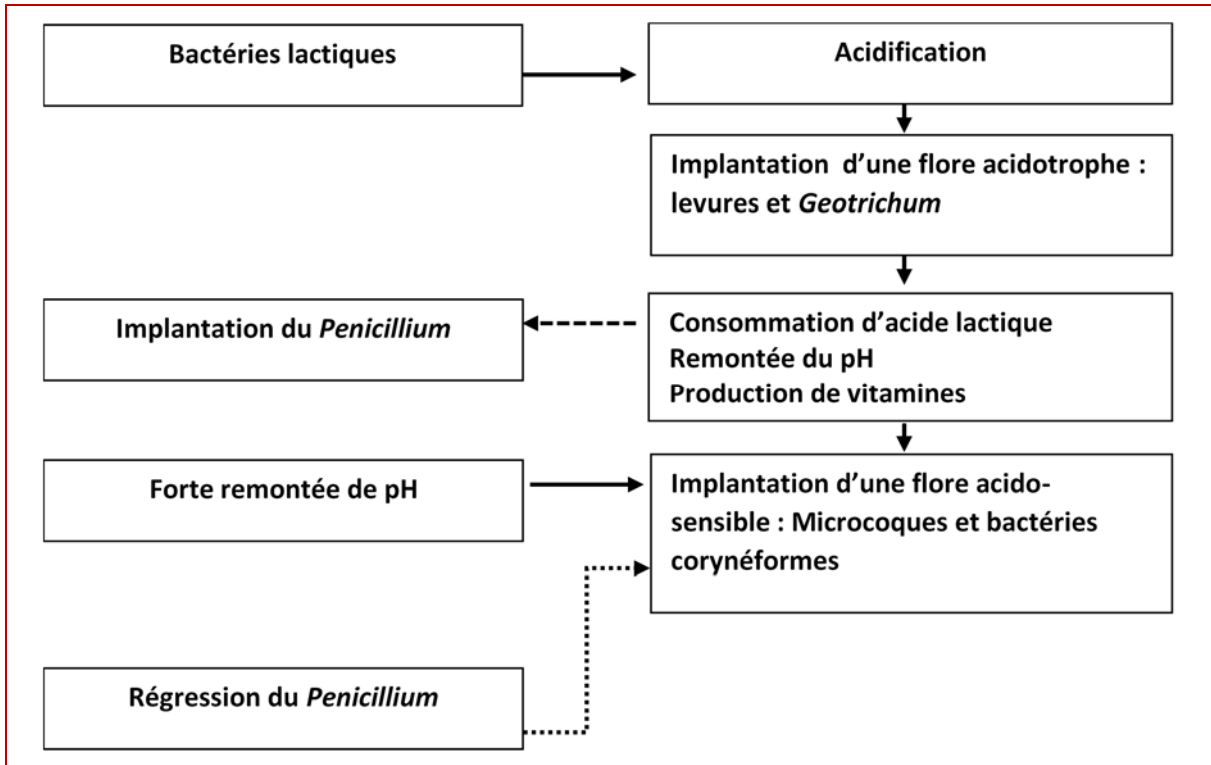 Bactéries lactiques
Acidification
Implantation d'une flore acidotrophe :
levures et Geotrichum
Implantation du Penicillium
Consommation d'acide lactique
Remontée du pH
Production de vitamines
Forte remontée de pH
Implantation d'une flore acido-
sensible : Microcoques et bactéries
corynéformes
Régression du Penicillium